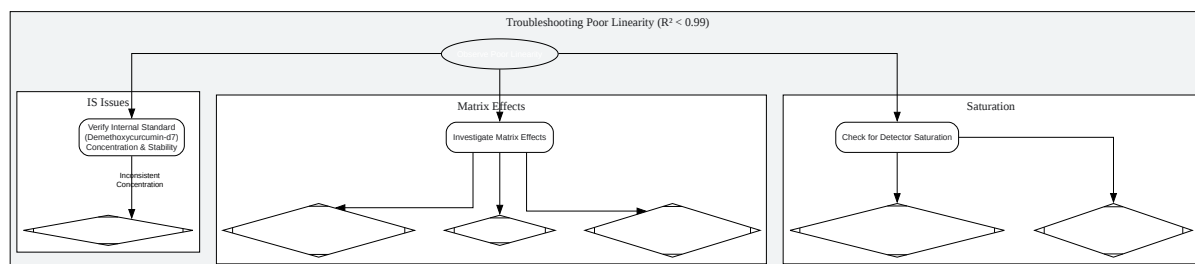 Troubleshooting Poor Linearity (R² < 0.99)
IS Issues
Verify Internal Standard
(Demethoxycurcumin-d7)
Concentration & Stability
Inconsistent
Concentration
Matrix Effects
Investigate Matrix Effects
Saturation
Check for Detector Saturation